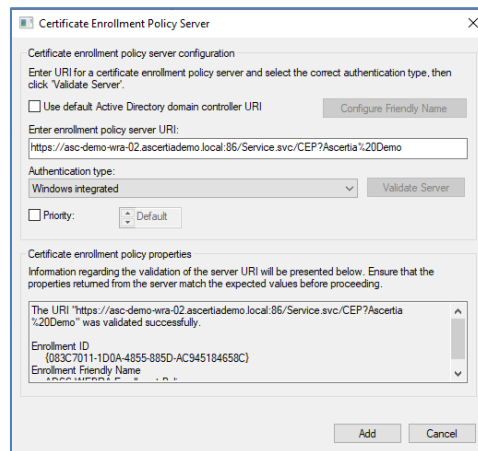 Certificate Enrollment Policy Server
Certificate enrollment policy server configuration
Enter URI for a certificate enrollment policy server and select the correct authentication type, then
click 'Validate Server'.
Use default Active Directory domain controller URI
Configure Friendly Name
Enter enrollment policy server URI:
https://asc-demo-wra-02.ascertiademo.local:86/Service.svc/CEP?Ascertia%20Demo
Authentication type:
Windows integrated
Validate Server
Priority:
Default
Certificate enrollment policy properties
Information regarding the validation of the server URI will be presented below. Ensure that the
properties returned from the server match the expected values before proceeding.
The URI "https://asc-demo-wra-02.ascertiademo.local:86/Service.svc/CEP?Ascertia
%20Demo" was validated successfully.
Enrollment ID
{083C7011-1D0A-4855-885D-AC945184658C}
Enrollment Friendly Name
Add
Cancel